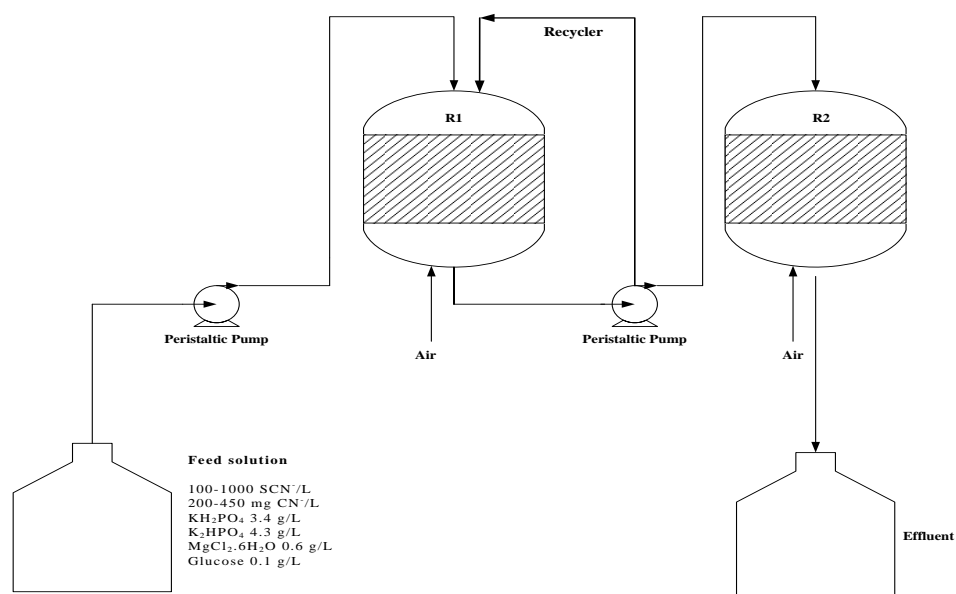 Recycler
R1
R2
Peristaltic Pump
Peristaltic Pump
Air
Air
Feed solution
100-1000 SCN⁻/L
200-450 mg CN⁻/L
KH₂PO₄ 3.4 g/L
K₂HPO₄ 4.3 g/L
MgCl₂.6H₂O 0.6 g/L
Glucose 0.1 g/L
Effluent